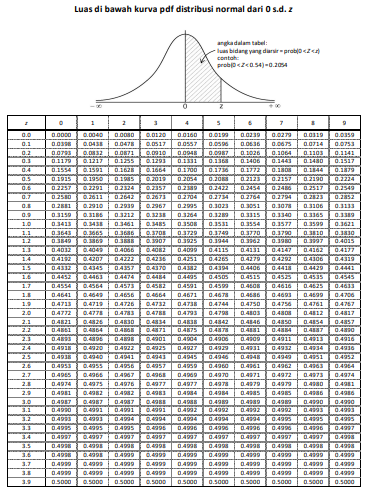 Luas di bawah kurva pdf distribusi normal dari 0 s.d. z
angka dalam tabel:
luas bidang yang diarsir = prob(0 < Z < z)
contoh:
prob(0 < Z < 0.54) = 0.2054
−∞ 0 z +∞
z 0 1 2 3 4 5 6 7 8 9
0.0 0.0000 0.0040 0.0080 0.0120 0.0160 0.0199 0.0239 0.0279 0.0319 0.0359
0.1 0.0398 0.0438 0.0478 0.0517 0.0557 0.0596 0.0636 0.0675 0.0714 0.0753
0.2 0.0793 0.0832 0.0871 0.0910 0.0948 0.0987 0.1026 0.1064 0.1103 0.1141
0.3 0.1179 0.1217 0.1255 0.1293 0.1331 0.1368 0.1406 0.1443 0.1480 0.1517
0.4 0.1554 0.1591 0.1628 0.1664 0.1700 0.1736 0.1772 0.1808 0.1844 0.1879
0.5 0.1915 0.1950 0.1985 0.2019 0.2054 0.2088 0.2123 0.2157 0.2190 0.2224
0.6 0.2257 0.2291 0.2324 0.2357 0.2389 0.2422 0.2454 0.2486 0.2517 0.2549
0.7 0.2580 0.2611 0.2642 0.2673 0.2704 0.2734 0.2764 0.2794 0.2823 0.2852
0.8 0.2881 0.2910 0.2939 0.2967 0.2995 0.3023 0.3051 0.3078 0.3106 0.3133
0.9 0.3159 0.3186 0.3212 0.3238 0.3264 0.3289 0.3315 0.3340 0.3365 0.3389
1.0 0.3413 0.3438 0.3461 0.3485 0.3508 0.3531 0.3554 0.3577 0.3599 0.3621
1.1 0.3643 0.3665 0.3686 0.3708 0.3729 0.3749 0.3770 0.3790 0.3810 0.3830
1.2 0.3849 0.3869 0.3888 0.3907 0.3925 0.3944 0.3962 0.3980 0.3997 0.4015
1.3 0.4032 0.4049 0.4066 0.4082 0.4099 0.4115 0.4131 0.4147 0.4162 0.4177
1.4 0.4192 0.4207 0.4222 0.4236 0.4251 0.4265 0.4279 0.4292 0.4306 0.4319
1.5 0.4332 0.4345 0.4357 0.4370 0.4382 0.4394 0.4406 0.4418 0.4429 0.4441
1.6 0.4452 0.4463 0.4474 0.4484 0.4495 0.4505 0.4515 0.4525 0.4535 0.4545
1.7 0.4554 0.4564 0.4573 0.4582 0.4591 0.4599 0.4608 0.4616 0.4625 0.4633
1.8 0.4641 0.4649 0.4656 0.4664 0.4671 0.4678 0.4686 0.4693 0.4699 0.4706
1.9 0.4713 0.4719 0.4726 0.4732 0.4738 0.4744 0.4750 0.4756 0.4761 0.4767
2.0 0.4772 0.4778 0.4783 0.4788 0.4793 0.4798 0.4803 0.4808 0.4812 0.4817
2.1 0.4821 0.4826 0.4830 0.4834 0.4838 0.4842 0.4846 0.4850 0.4854 0.4857
2.2 0.4861 0.4864 0.4868 0.4871 0.4875 0.4878 0.4881 0.4884 0.4887 0.4890
2.3 0.4893 0.4896 0.4898 0.4901 0.4904 0.4906 0.4909 0.4911 0.4913 0.4916
2.4 0.4918 0.4920 0.4922 0.4925 0.4927 0.4929 0.4931 0.4932 0.4934 0.4936
2.5 0.4938 0.4940 0.4941 0.4943 0.4945 0.4946 0.4948 0.4949 0.4951 0.4952
2.6 0.4953 0.4955 0.4956 0.4957 0.4959 0.4960 0.4961 0.4962 0.4963 0.4964
2.7 0.4965 0.4966 0.4967 0.4968 0.4969 0.4970 0.4971 0.4972 0.4973 0.4974
2.8 0.4974 0.4975 0.4976 0.4977 0.4977 0.4978 0.4979 0.4979 0.4980 0.4981
2.9 0.4981 0.4982 0.4982 0.4983 0.4984 0.4984 0.4985 0.4985 0.4986 0.4986
3.0 0.4987 0.4987 0.4987 0.4988 0.4988 0.4989 0.4989 0.4989 0.4990 0.4990
3.1 0.4990 0.4991 0.4991 0.4991 0.4992 0.4992 0.4992 0.4992 0.4993 0.4993
3.2 0.4993 0.4993 0.4994 0.4994 0.4994 0.4994 0.4994 0.4995 0.4995 0.4995
3.3 0.4995 0.4995 0.4995 0.4996 0.4996 0.4996 0.4996 0.4996 0.4996 0.4997
3.4 0.4997 0.4997 0.4997 0.4997 0.4997 0.4997 0.4997 0.4997 0.4997 0.4998
3.5 0.4998 0.4998 0.4998 0.4998 0.4998 0.4998 0.4998 0.4998 0.4998 0.4998
3.6 0.4998 0.4998 0.4999 0.4999 0.4999 0.4999 0.4999 0.4999 0.4999 0.4999
3.7 0.4999 0.4999 0.4999 0.4999 0.4999 0.4999 0.4999 0.4999 0.4999 0.4999
3.8 0.4999 0.4999 0.4999 0.4999 0.4999 0.4999 0.4999 0.4999 0.4999 0.4999
3.9 0.5000 0.5000 0.5000 0.5000 0.5000 0.5000 0.5000 0.5000 0.5000 0.5000